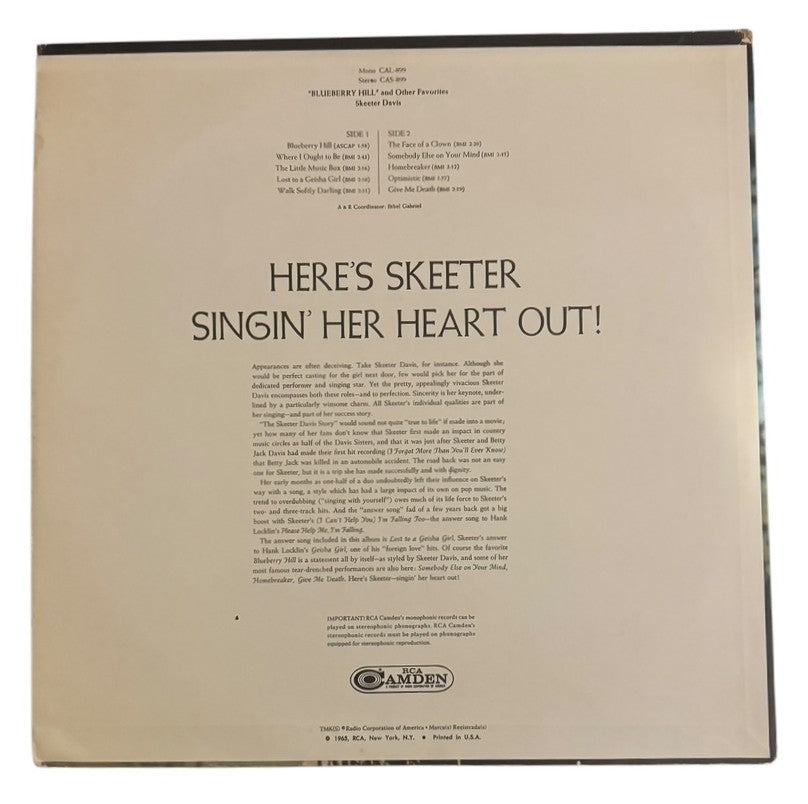 Mono CAL-899
Stereo CAS-899
"BLUEBERRY HILL" and Other Favorites
Skeeter Davis
SIDE 1
Blueberry Hill (ASCAP 1:58)
Where I Ought to Be (BMI 2:43)
The Little Music Box (BMI 2:16)
Lost to a Geisha Girl (BMI 2:18)
Walk Softly Darling (BMI 2:11)
SIDE 2
The Face of a Clown (BMI 2:20)
Somebody Else on Your Mind (BMI
Homebreaker (BMI
Optimistic (BMI
Give Me Death (BMI
A & R Coordinator: Ethel Gabriel
HERE'S SKEETER
SINGIN' HER HEART OUT!
Appearances are often deceiving. Take Skeeter Davis, for instance. Although she
would be perfect casting for the girl next door, few would pick her for the part of
dedicated performer and singing star. Yet the pretty, appealingly vivacious Skeeter
Davis encompasses both these roles—and to perfection. Sincerity is her keynote, under-
lined by a particularly winsome charm. All Skeeter's individual qualities are part of
her singing—and part of her success story.
"The Skeeter Davis Story" would sound not quite "true to life" if made into a movie;
yet how many of her fans don't know that Skeeter first made an impact in country
music circles as half of the Davis Sisters, and that it was just after Skeeter and Betty
Jack Davis had made their first hit recording (I Forgot More Than You'll Ever Know)
that Betty Jack was killed in an automobile accident. The road back was not an easy
one for Skeeter, but it is a trip she has made successfully and with dignity.
Her early months as one-half of a duo undoubtedly left their influence on Skeeter's
way with a song, a style which has had a large impact of its own on pop music. The
trend to overdubbing ("singing with yourself") owes much of its life force to Skeeter's
two- and three-track hits. And the "answer song" fad of a few years back got a big
boost with Skeeter's (I Can't Help You) I'm Falling Too—the answer song to Hank
Locklin's Please Help Me, I'm Falling.
The answer song included in this album is Lost to a Geisha Girl, Skeeter's answer
to Hank Locklin's Geisha Girl, one of his "foreign love" hits. Of course the favorite
Blueberry Hill is a statement all by itself—as styled by Skeeter Davis, and some of her
most famous tear-drenched performances are also here: Somebody Else on Your Mind,
Homebreaker, Give Me Death. Here's Skeeter—singin' her heart out!
IMPORTANT! RCA Camden's monophonic records can be
played on stereophonic phonographs. RCA Camden's
stereophonic records must be played on phonographs
equipped for stereophonic reproduction.
RCA
CAMDEN
A PRODUCT OF RADIO CORPORATION OF AMERICA
TMK(S) ® Radio Corporation of America • Marca(s) Registrada(s)
© 1965, RCA, New York, N.Y. • Printed in U.S.A.